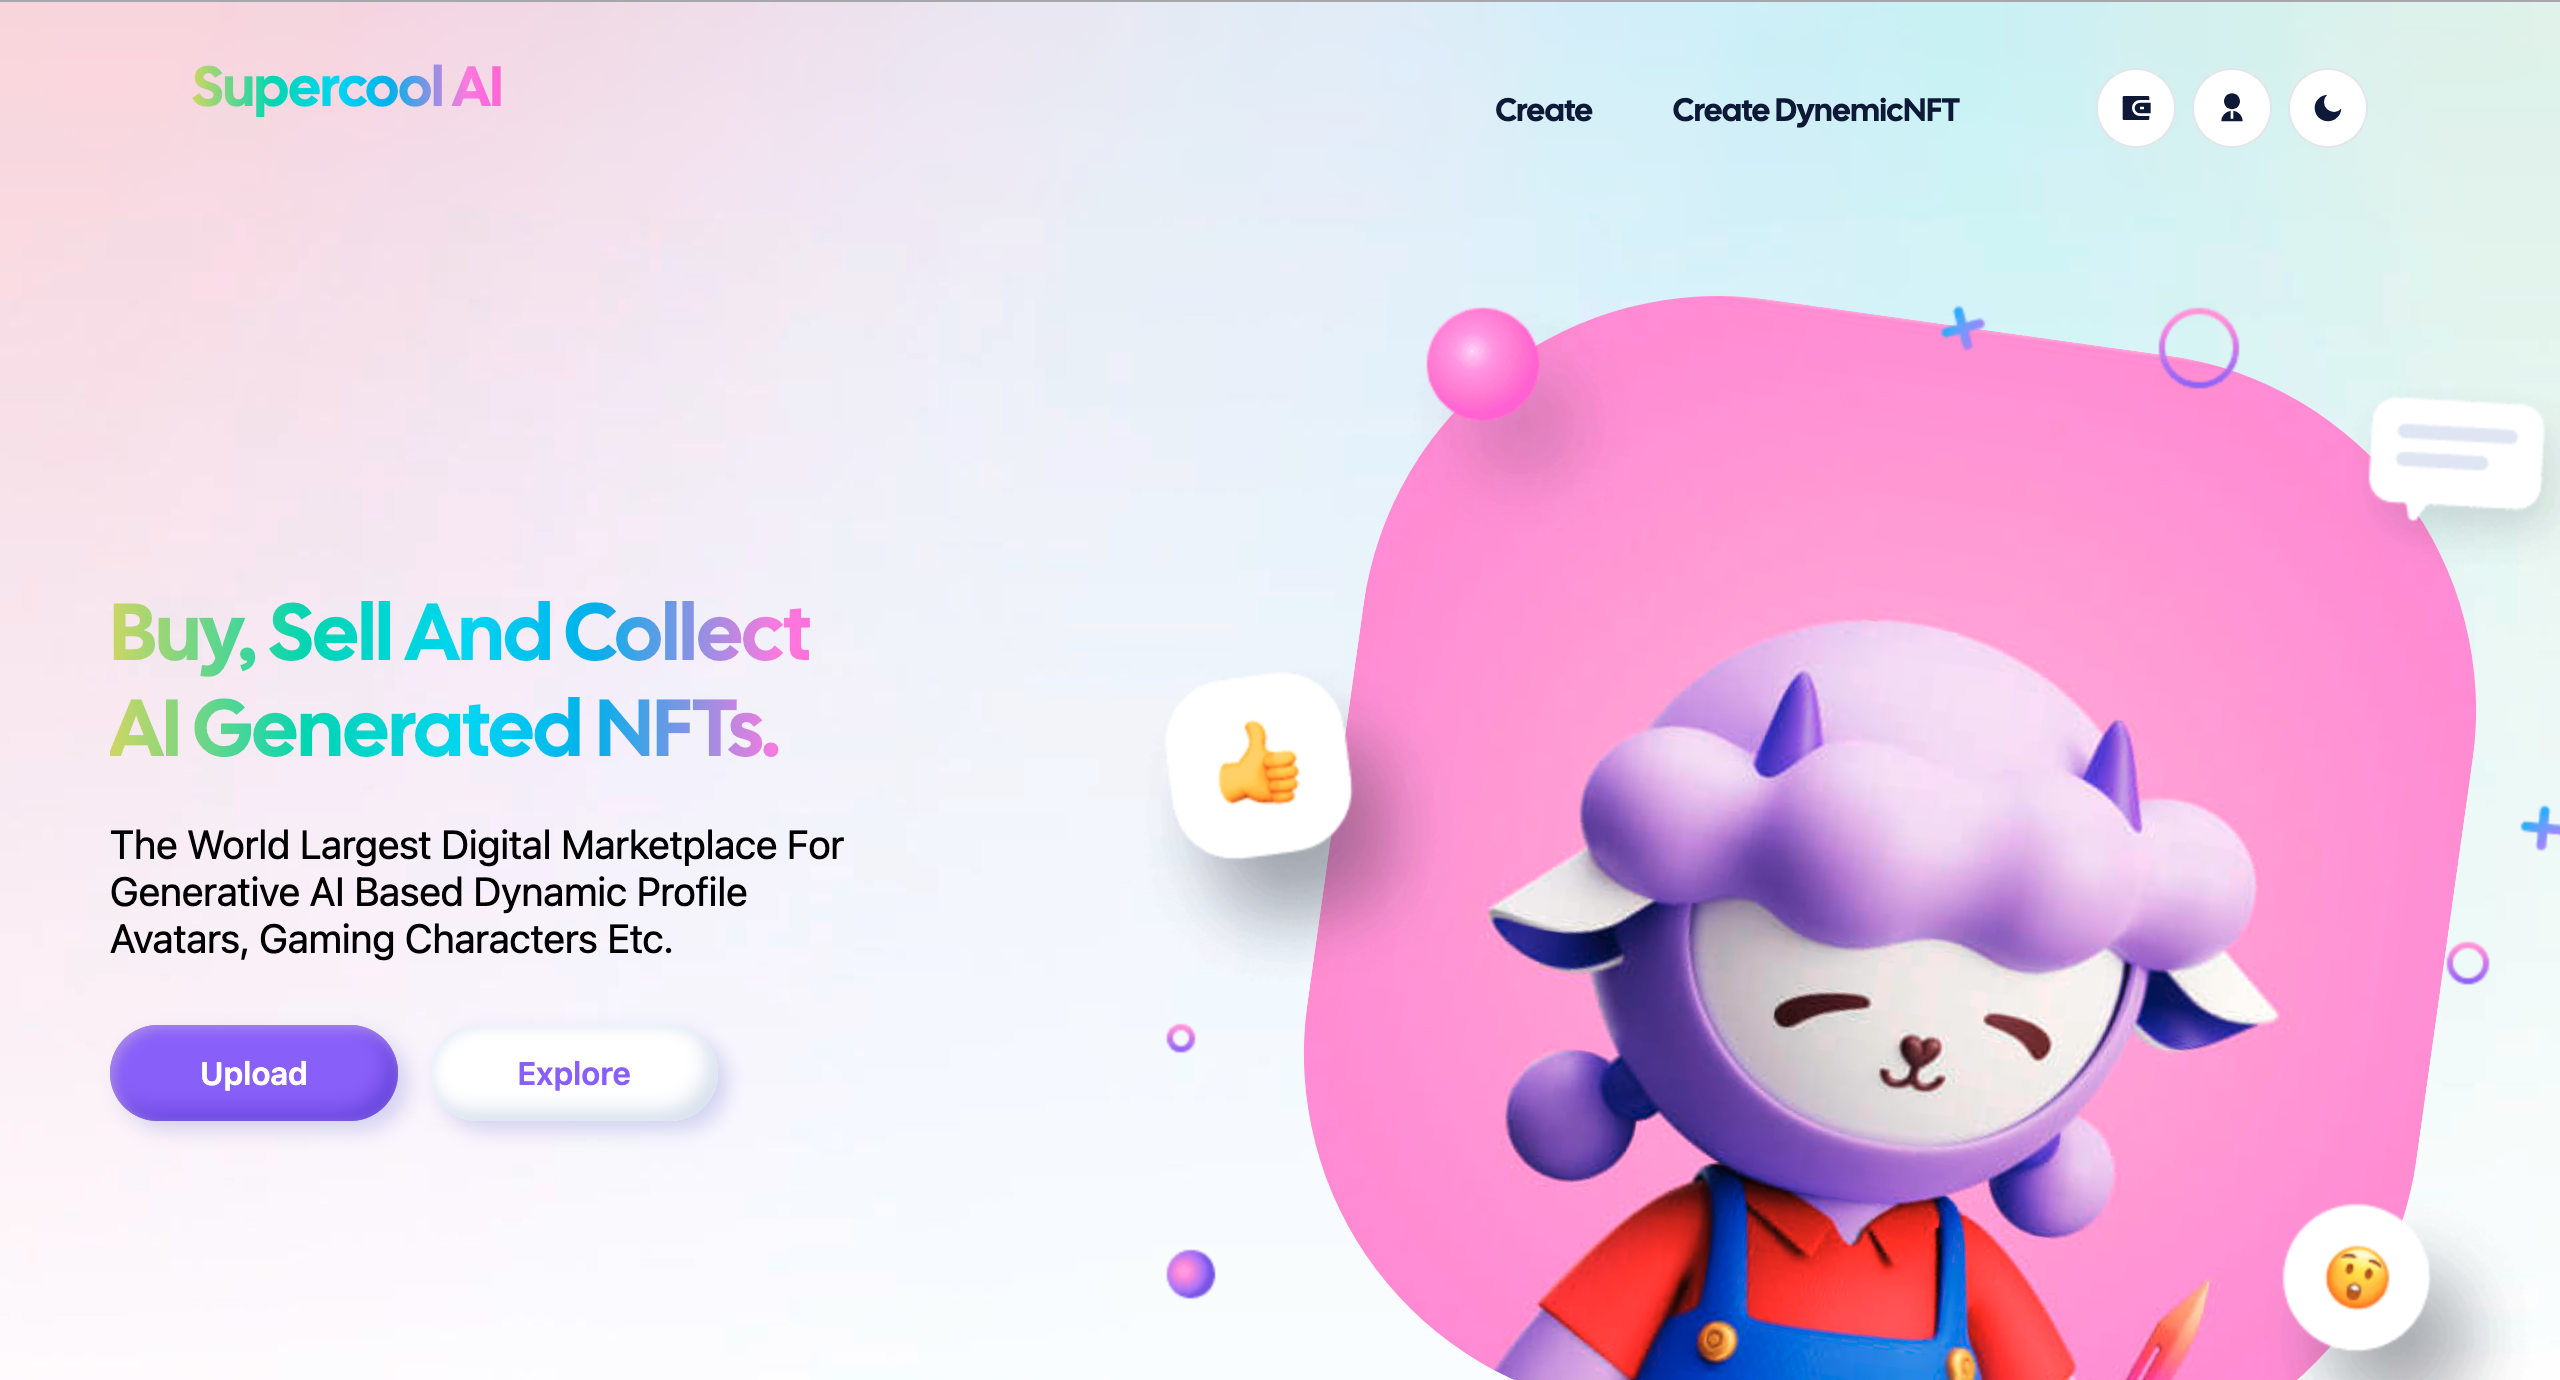 Supercool AI
Create
Create DynemicNFT
Buy, Sell And Collect
AI Generated NFTs.
The World Largest Digital Marketplace For
Generative AI Based Dynamic Profile
Avatars, Gaming Characters Etc.
Upload
Explore